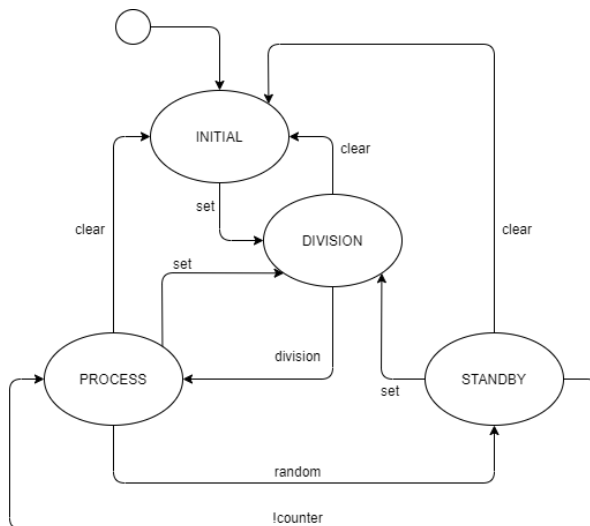 INITIAL
clear
set
DIVISION
clear
clear
set
division
PROCESS
STANDBY
set
random
!counter